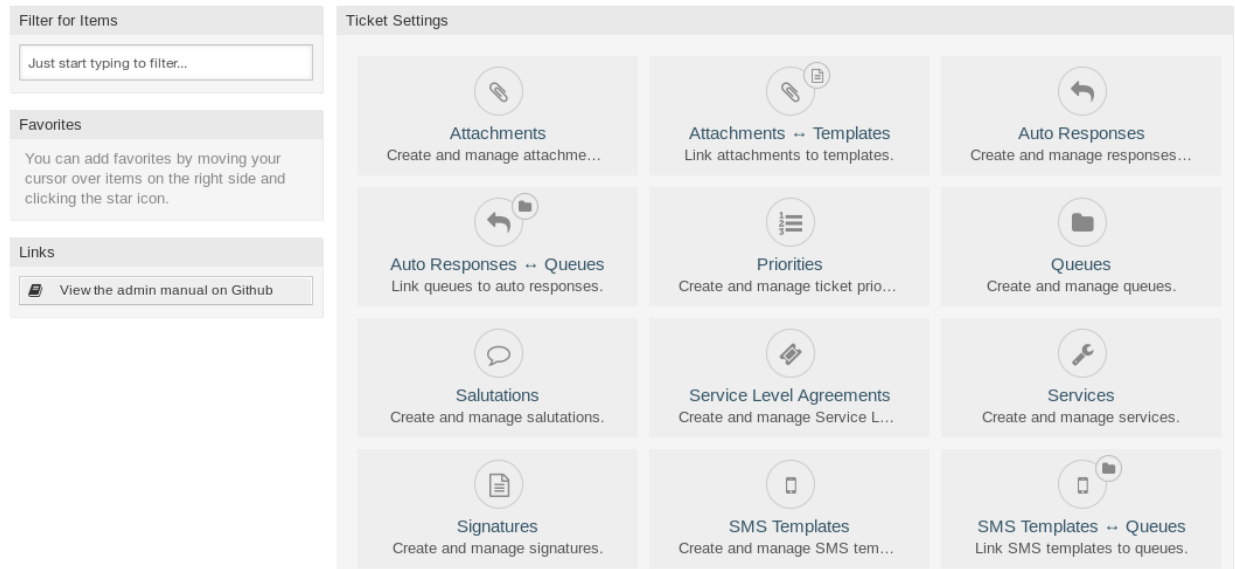 Filter for Items
Just start typing to filter...
Favorites
You can add favorites by moving your
cursor over items on the right side and
clicking the star icon.
Links
View the admin manual on Github
Ticket Settings
Attachments
Create and manage attachme…
Attachments ↔ Templates
Link attachments to templates.
Auto Responses
Create and manage responses…
Auto Responses ↔ Queues
Link queues to auto responses.
Priorities
Create and manage ticket prio…
Queues
Create and manage queues.
Salutations
Create and manage salutations.
Service Level Agreements
Create and manage Service L…
Services
Create and manage services.
Signatures
Create and manage signatures.
SMS Templates
Create and manage SMS tem…
SMS Templates ↔ Queues
Link SMS templates to queues.